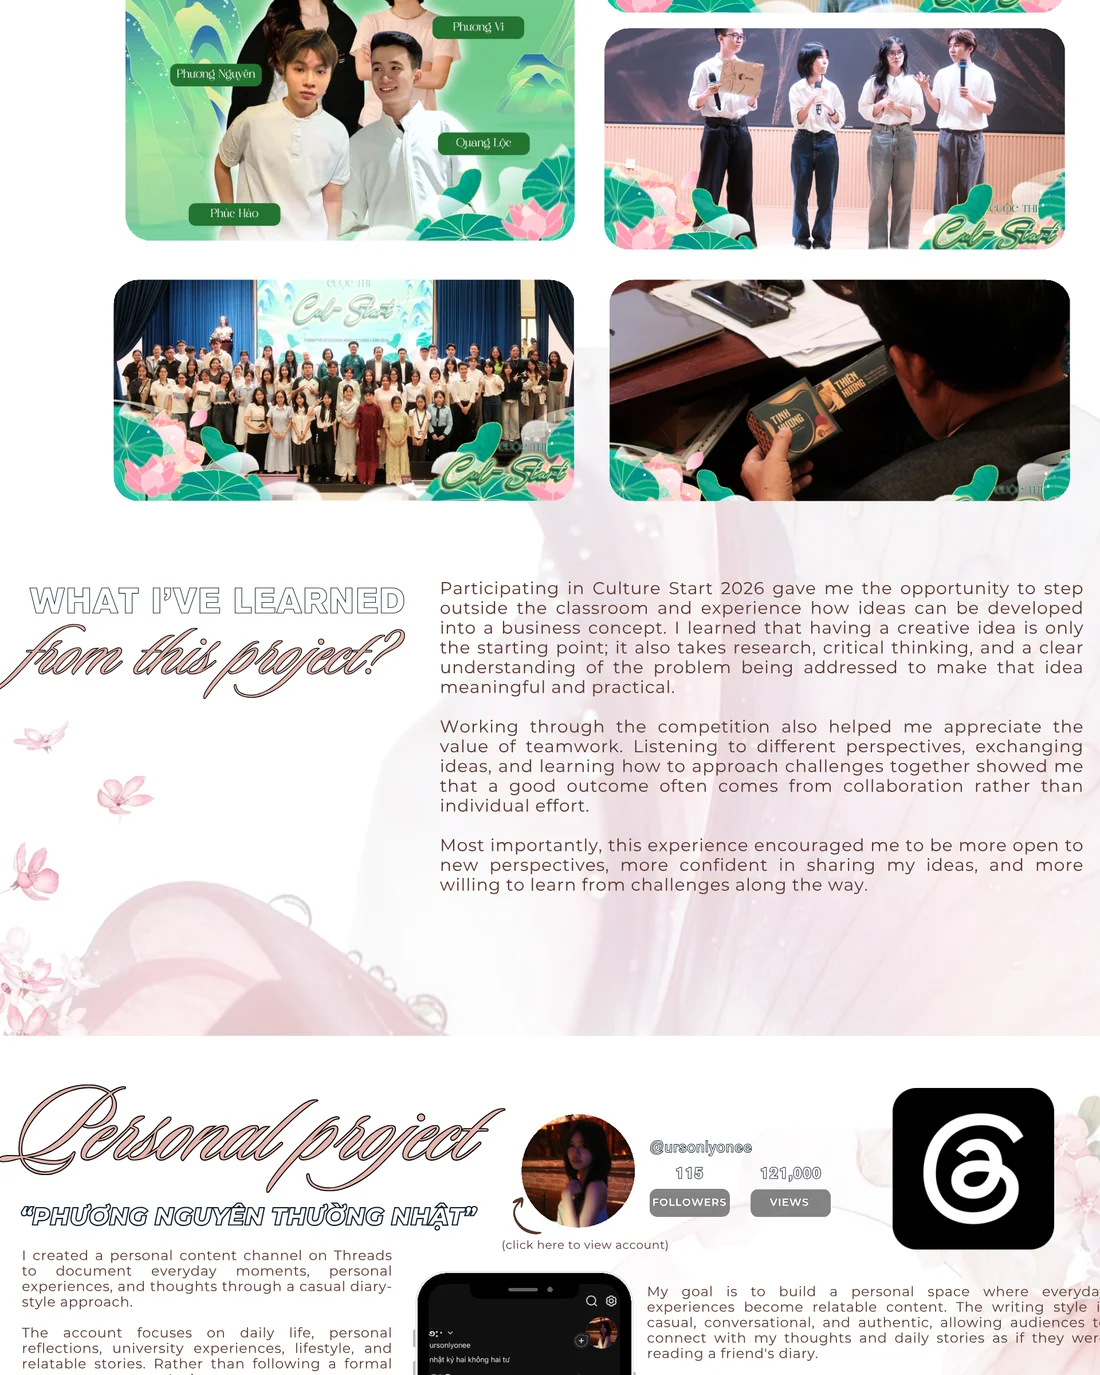 Phương Vi
Phương Nguyên
Quang Lộc
Phúc Hào
CUỘC THI
Cul-Start
CUỘC THI
Cul-Start
Cul-Start
TINH
HƯƠNG
THIÊN
HƯƠNG
CUỘC THI
WHAT I'VE LEARNED
from this project?
Participating in Culture Start 2026 gave me the opportunity to step
outside the classroom and experience how ideas can be developed
into a business concept. I learned that having a creative idea is only
the starting point; it also takes research, critical thinking, and a clear
understanding of the problem being addressed to make that idea
meaningful and practical.
Working through the competition also helped me appreciate the
value of teamwork. Listening to different perspectives, exchanging
ideas, and learning how to approach challenges together showed me
that a good outcome often comes from collaboration rather than
individual effort.
Most importantly, this experience encouraged me to be more open to
new perspectives, more confident in sharing my ideas, and more
willing to learn from challenges along the way.
Personal project
"PHƯƠNG NGUYÊN THƯỜNG NHẬT"
I created a personal content channel on Threads
to document everyday moments, personal
experiences, and thoughts through a casual diary-
style approach.
The account focuses on daily life, personal
reflections, university experiences, lifestyle, and
relatable stories. Rather than following a formal
@ursonlyonee
115
121,000
FOLLOWERS
VIEWS
(click here to view account)
ursonlyonee
nhật ký hai không hai tư
My goal is to build a personal space where everyda
experiences become relatable content. The writing style i
casual, conversational, and authentic, allowing audiences t
connect with my thoughts and daily stories as if they wer
reading a friend's diary.